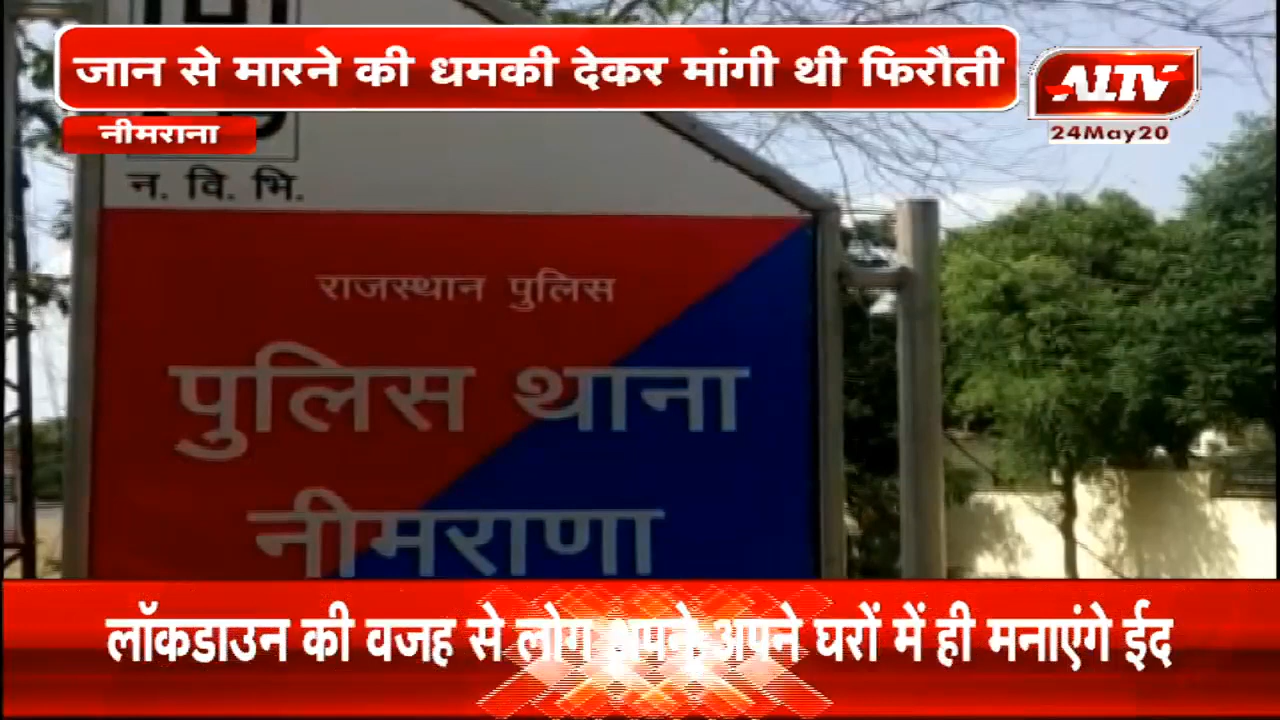 जान से मारने की धमकी देकर मांगी थी फिरौती
ALTV
24May20
नीमराना
न. वि. भि.
राजस्थान पुलिस
पुलिस थाना
नीमराणा
लॉकडाउन की वजह से लोग अपने अपने घरों में ही मनाएंगे ईद